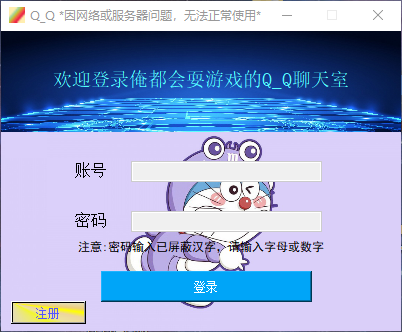 Q_Q *因网络或服务器问题，无法正常使用*
欢迎登录俺都会耍游戏的Q_Q聊天室
账号
密码
注意:密码输入已屏蔽汉字，请输入字母或数字
登录
注册